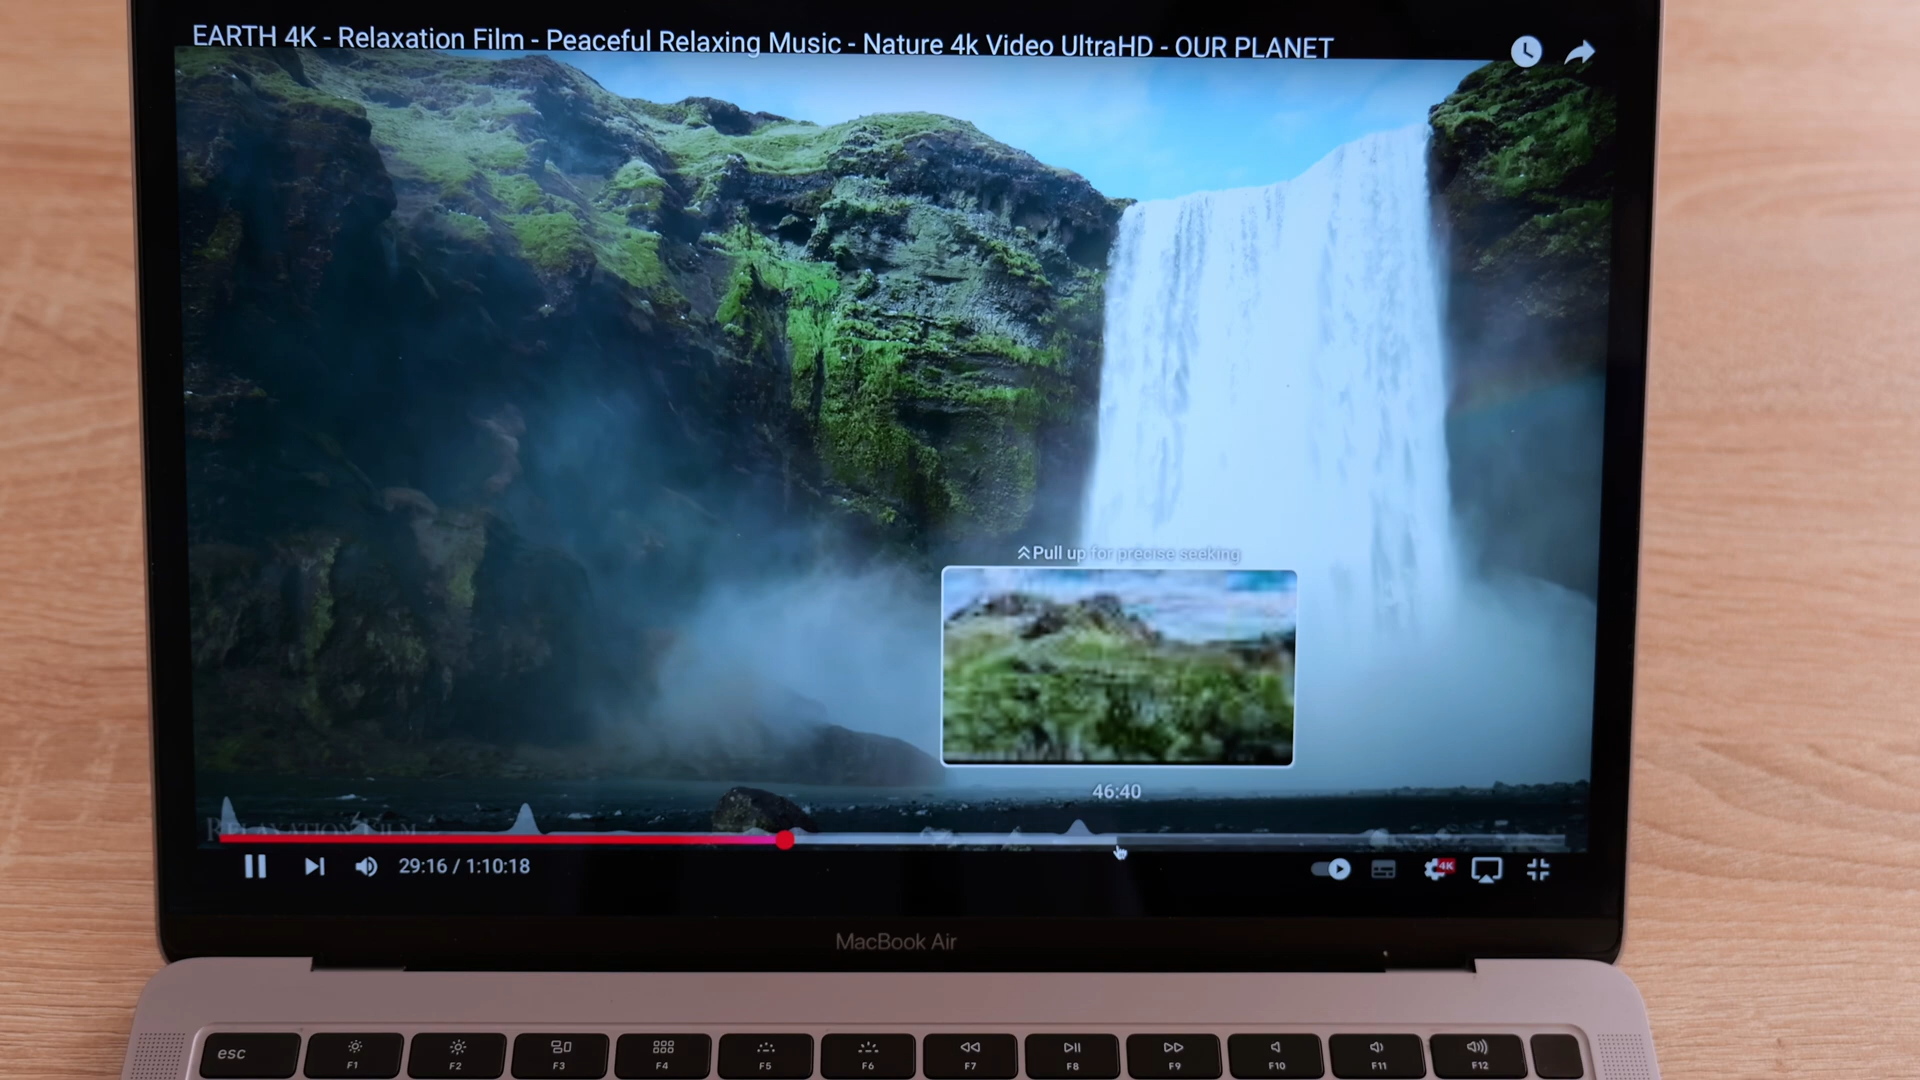 EARTH 4K - Relaxation Film - Peaceful Relaxing Music - Nature 4k Video UltraHD - OUR PLANET
Pull up for precise seeking
46:40
RELAXATION FILM
29:16 / 1:10:18
4K
MacBook Air
esc
F1
F2
F3
F4
F5
F6
F7
F8
F9
F10
F11
F12